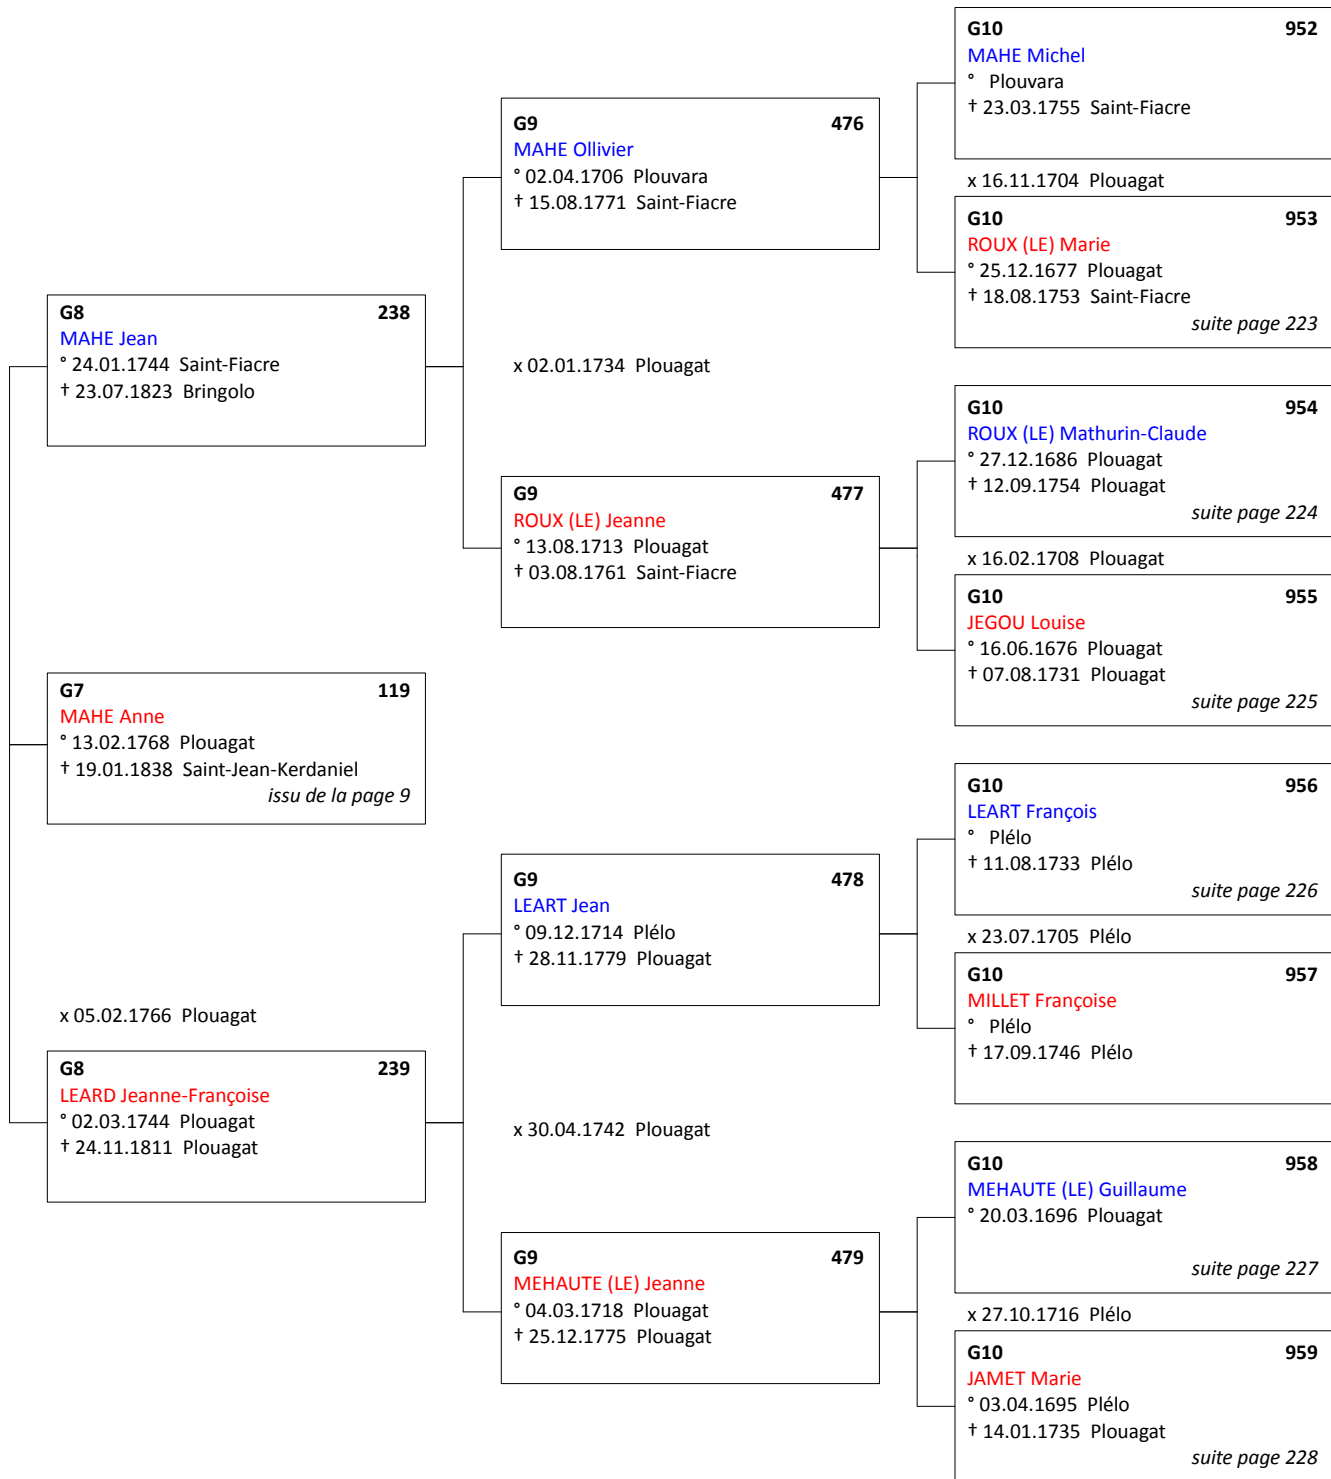 G10 952
MAHE Michel
° Plouvara
† 23.03.1755 Saint-Fiacre
G9 476
MAHE Ollivier
° 02.04.1706 Plouvara
† 15.08.1771 Saint-Fiacre
x 16.11.1704 Plouagat
G10 953
ROUX (LE) Marie
° 25.12.1677 Plouagat
† 18.08.1753 Saint-Fiacre
suite page 223
G8 238
MAHE Jean
° 24.01.1744 Saint-Fiacre
† 23.07.1823 Bringolo
x 02.01.1734 Plouagat
G10 954
ROUX (LE) Mathurin-Claude
° 27.12.1686 Plouagat
† 12.09.1754 Plouagat
suite page 224
G9 477
ROUX (LE) Jeanne
° 13.08.1713 Plouagat
† 03.08.1761 Saint-Fiacre
x 16.02.1708 Plouagat
G10 955
JEGOU Louise
° 16.06.1676 Plouagat
† 07.08.1731 Plouagat
suite page 225
G7 119
MAHE Anne
° 13.02.1768 Plouagat
† 19.01.1838 Saint-Jean-Kerdaniel
issu de la page 9
G10 956
LEART François
° Plélo
† 11.08.1733 Plélo
suite page 226
G9 478
LEART Jean
° 09.12.1714 Plélo
† 28.11.1779 Plouagat
x 23.07.1705 Plélo
G10 957
MILLET Françoise
° Plélo
† 17.09.1746 Plélo
x 05.02.1766 Plouagat
G8 239
LEARD Jeanne-Françoise
° 02.03.1744 Plouagat
† 24.11.1811 Plouagat
x 30.04.1742 Plouagat
G10 958
MEHAUTE (LE) Guillaume
° 20.03.1696 Plouagat
suite page 227
G9 479
MEHAUTE (LE) Jeanne
° 04.03.1718 Plouagat
† 25.12.1775 Plouagat
x 27.10.1716 Plélo
G10 959
JAMET Marie
° 03.04.1695 Plélo
† 14.01.1735 Plouagat
suite page 228